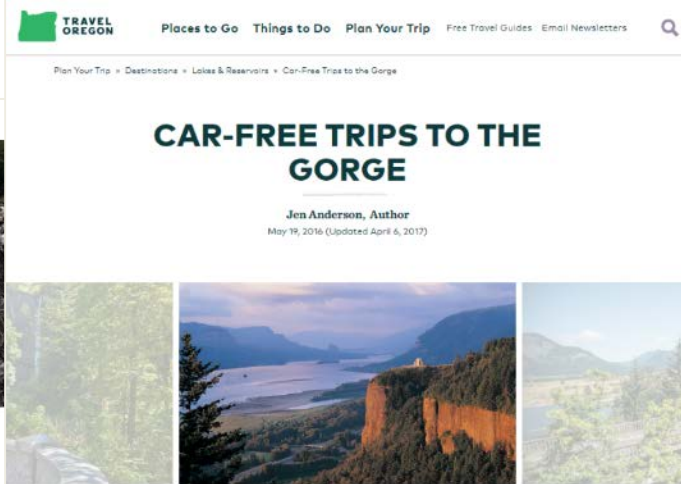 TRAVEL
OREGON
Places to Go Things to Do Plan Your Trip Free Travel Guides Email Newsletters
Plan Your Trip » Destinations » Lakes & Reservoirs » Car-Free Trips to the Gorge
CAR-FREE TRIPS TO THE
GORGE
Jen Anderson, Author
May 19, 2016 (Updated April 6, 2017)